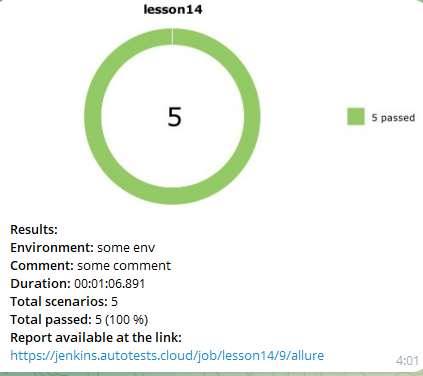 lesson14
5
5 passed
Results:
Environment: some env
Comment: some comment
Duration: 00:01:06.891
Total scenarios: 5
Total passed: 5 (100 %)
Report available at the link:
https://jenkins.autotests.cloud/job/lesson14/9/allure
4:01